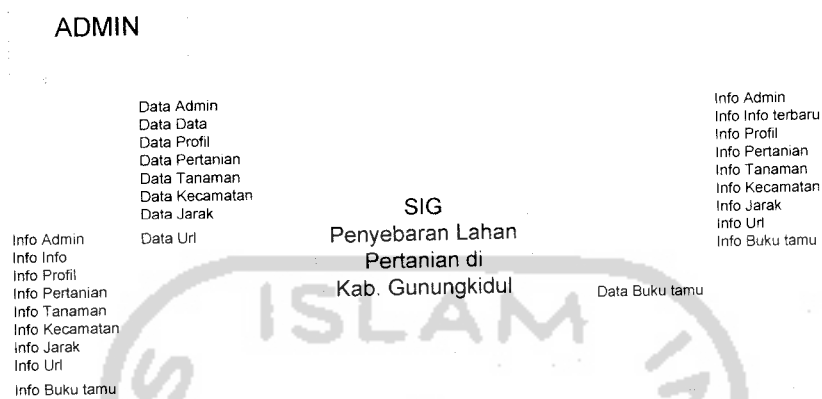 ADMIN
Data Admin
Data Data
Data Profil
Data Pertanian
Data Tanaman
Data Kecamatan
Data Jarak
Data Url
Info Admin
Info Info
Info Profil
Info Pertanian
Info Tanaman
Info Kecamatan
Info Jarak
Info Url
Info Buku tamu
SIG
Penyebaran Lahan
Pertanian di
Kab. Gunungkidul
Data Buku tamu
Info Admin
Info Info terbaru
Info Profil
Info Pertanian
Info Tanaman
Info Kecamatan
Info Jarak
Info Url
Info Buku tamu
ISLAM